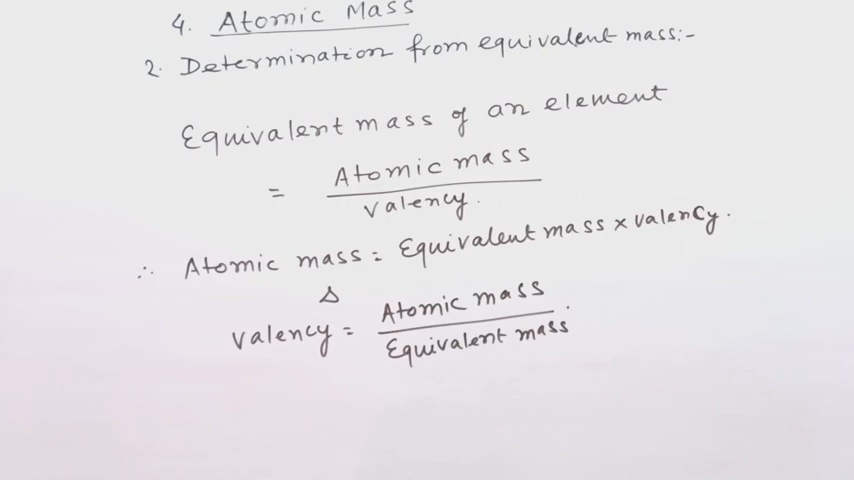 4. Atomic Mass
2. Determination from equivalent mass:-
Equivalent mass of an element
= Atomic mass
valency.
∴ Atomic mass = Equivalent mass × valency.
&
valency = Atomic mass
Equivalent mass